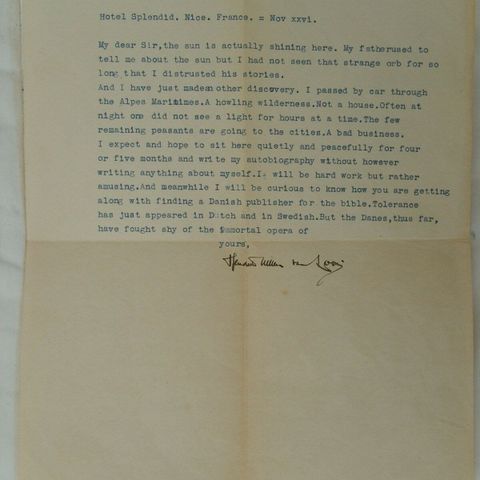 Hotel Splendid. Nice. France. = Nov xxvi.
My dear Sir,the sun is actually shining here. My fatherused to
tell me about the sun but I had not seen that strange orb for so
long that I distrusted his stories.
And I have just madean other discovery. I passed by car through
the Alpes Maritimes.A howling wilderness.Not a house.Often at
night one did not see a light for hours at a time.The few
remaining peasants are going to the cities.A bad business.
I expect and hope to sit here quietly and peacefully for four
or five months and write my autobiography without however
writing anything about myself.It will be hard work but rather
amusing.And meanwhile I will be curious to know how you are getting
along with finding a Danish publisher for the bible.Tolerance
has just appeared in Dutch and in Swedish.But the Danes,thus far,
have fought shy of the immortal opera of
yours,
Hendrik Willem van Loon